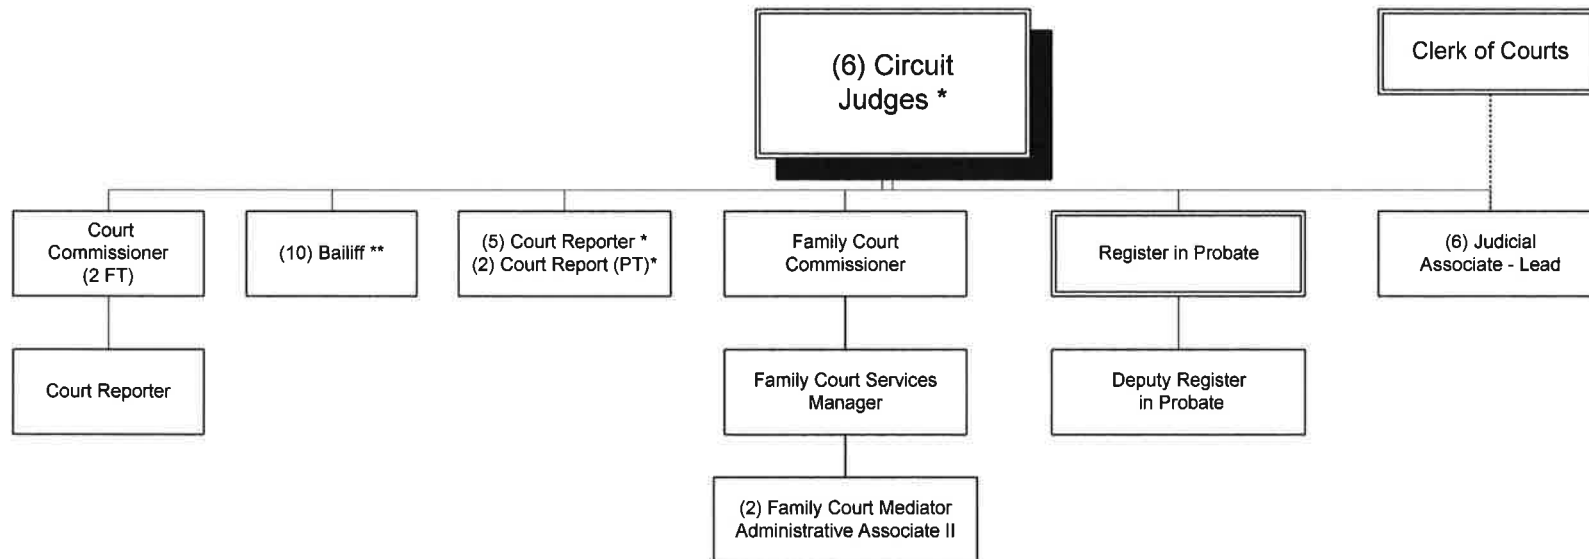 (6) Circuit
Judges *
Clerk of Courts
Court
Commissioner
(2 FT)
(10) Bailiff **
(5) Court Reporter *
(2) Court Report (PT)*
Family Court
Commissioner
Register in Probate
(6) Judicial
Associate - Lead
Court Reporter
Family Court Services
Manager
Deputy Register
in Probate
(2) Family Court Mediator
Administrative Associate II